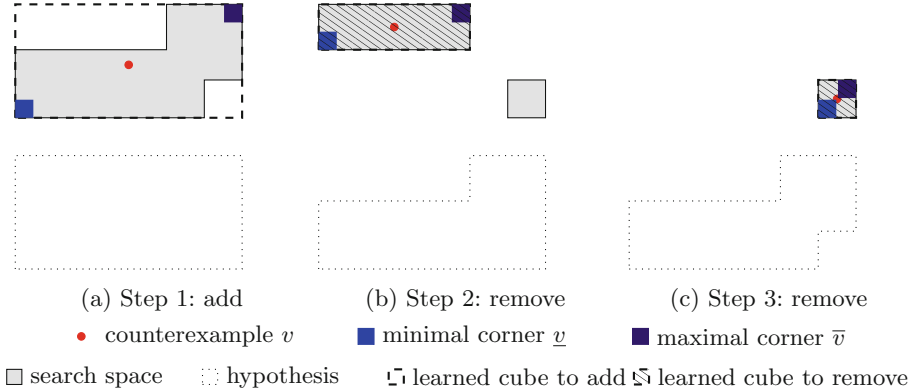 (a) Step 1: add (b) Step 2: remove (c) Step 3: remove
counterexample v minimal corner v̲ maximal corner v̅
search space hypothesis learned cube to add learned cube to remove